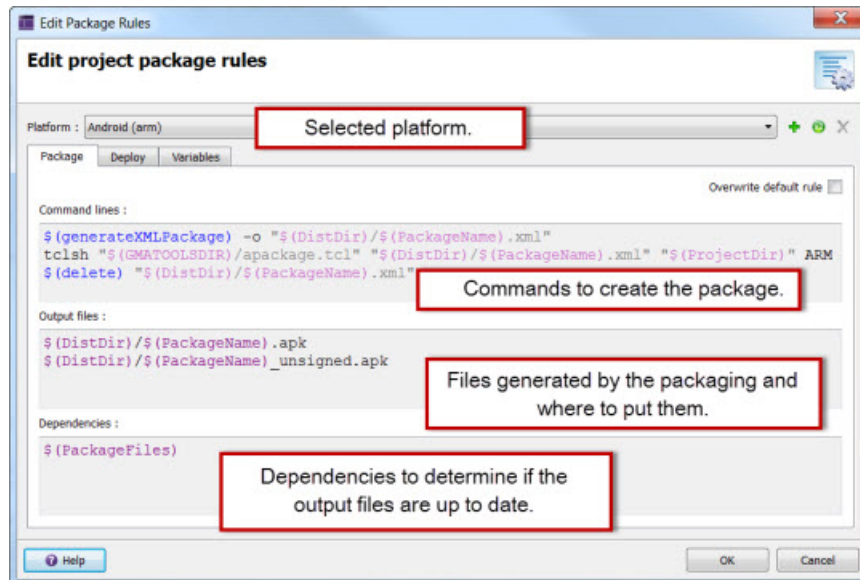 Edit Package Rules
Edit project package rules
Platform : Android (arm)
Selected platform.
Package Deploy Variables
Overwrite default rule
Command lines :
$(generateXMLPackage) -o "$(DistDir)/$(PackageName).xml"
tclsh "$(GMATOOLSDIR)/apackage.tcl" "$(DistDir)/$(PackageName).xml" "$(ProjectDir)" ARM
$(delete) "$(DistDir)/$(PackageName).xml"
Commands to create the package.
Output files :
$(DistDir)/$(PackageName).apk
$(DistDir)/$(PackageName)_unsigned.apk
Files generated by the packaging and
where to put them.
Dependencies :
$(PackageFiles)
Dependencies to determine if the
output files are up to date.
Help OK Cancel